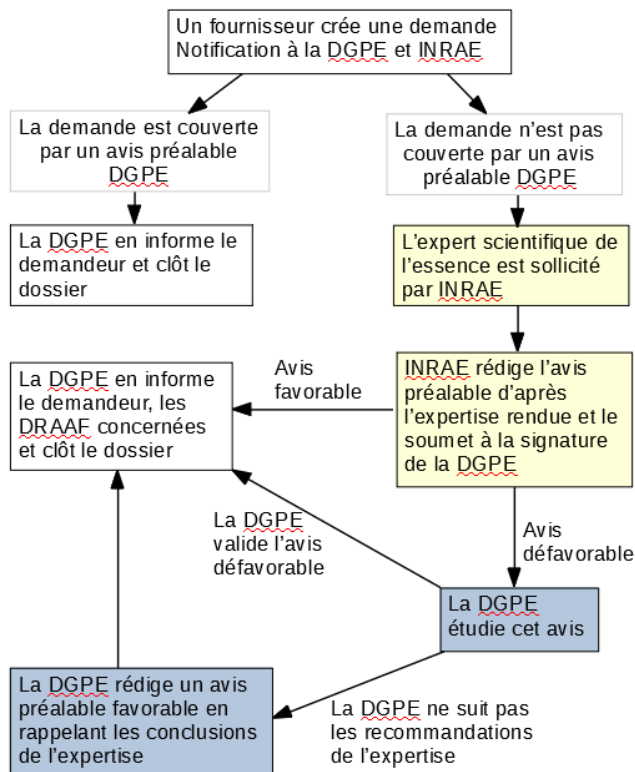 Un fournisseur crée une demande
Notification à la DGPE et INRAE
La demande est couverte
par un avis préalable
DGPE
La demande n’est pas
couverte par un avis
préalable DGPE
La DGPE en informe le
demandeur et clôt le
dossier
L’expert scientifique de
l’essence est sollicité
par INRAE
La DGPE en informe
le demandeur, les
DRAAF concernées
et clôt le dossier
Avis
favorable
INRAE rédige l’avis
préalable d’après
l’expertise rendue et le
soumet à la signature
de la DGPE
La DGPE
valide l’avis
défavorable
Avis
défavorable
La DGPE
étudie cet avis
La DGPE rédige un avis
préalable favorable en
rappelant les conclusions
de l’expertise
La DGPE ne suit pas
les recommandations
de l’expertise